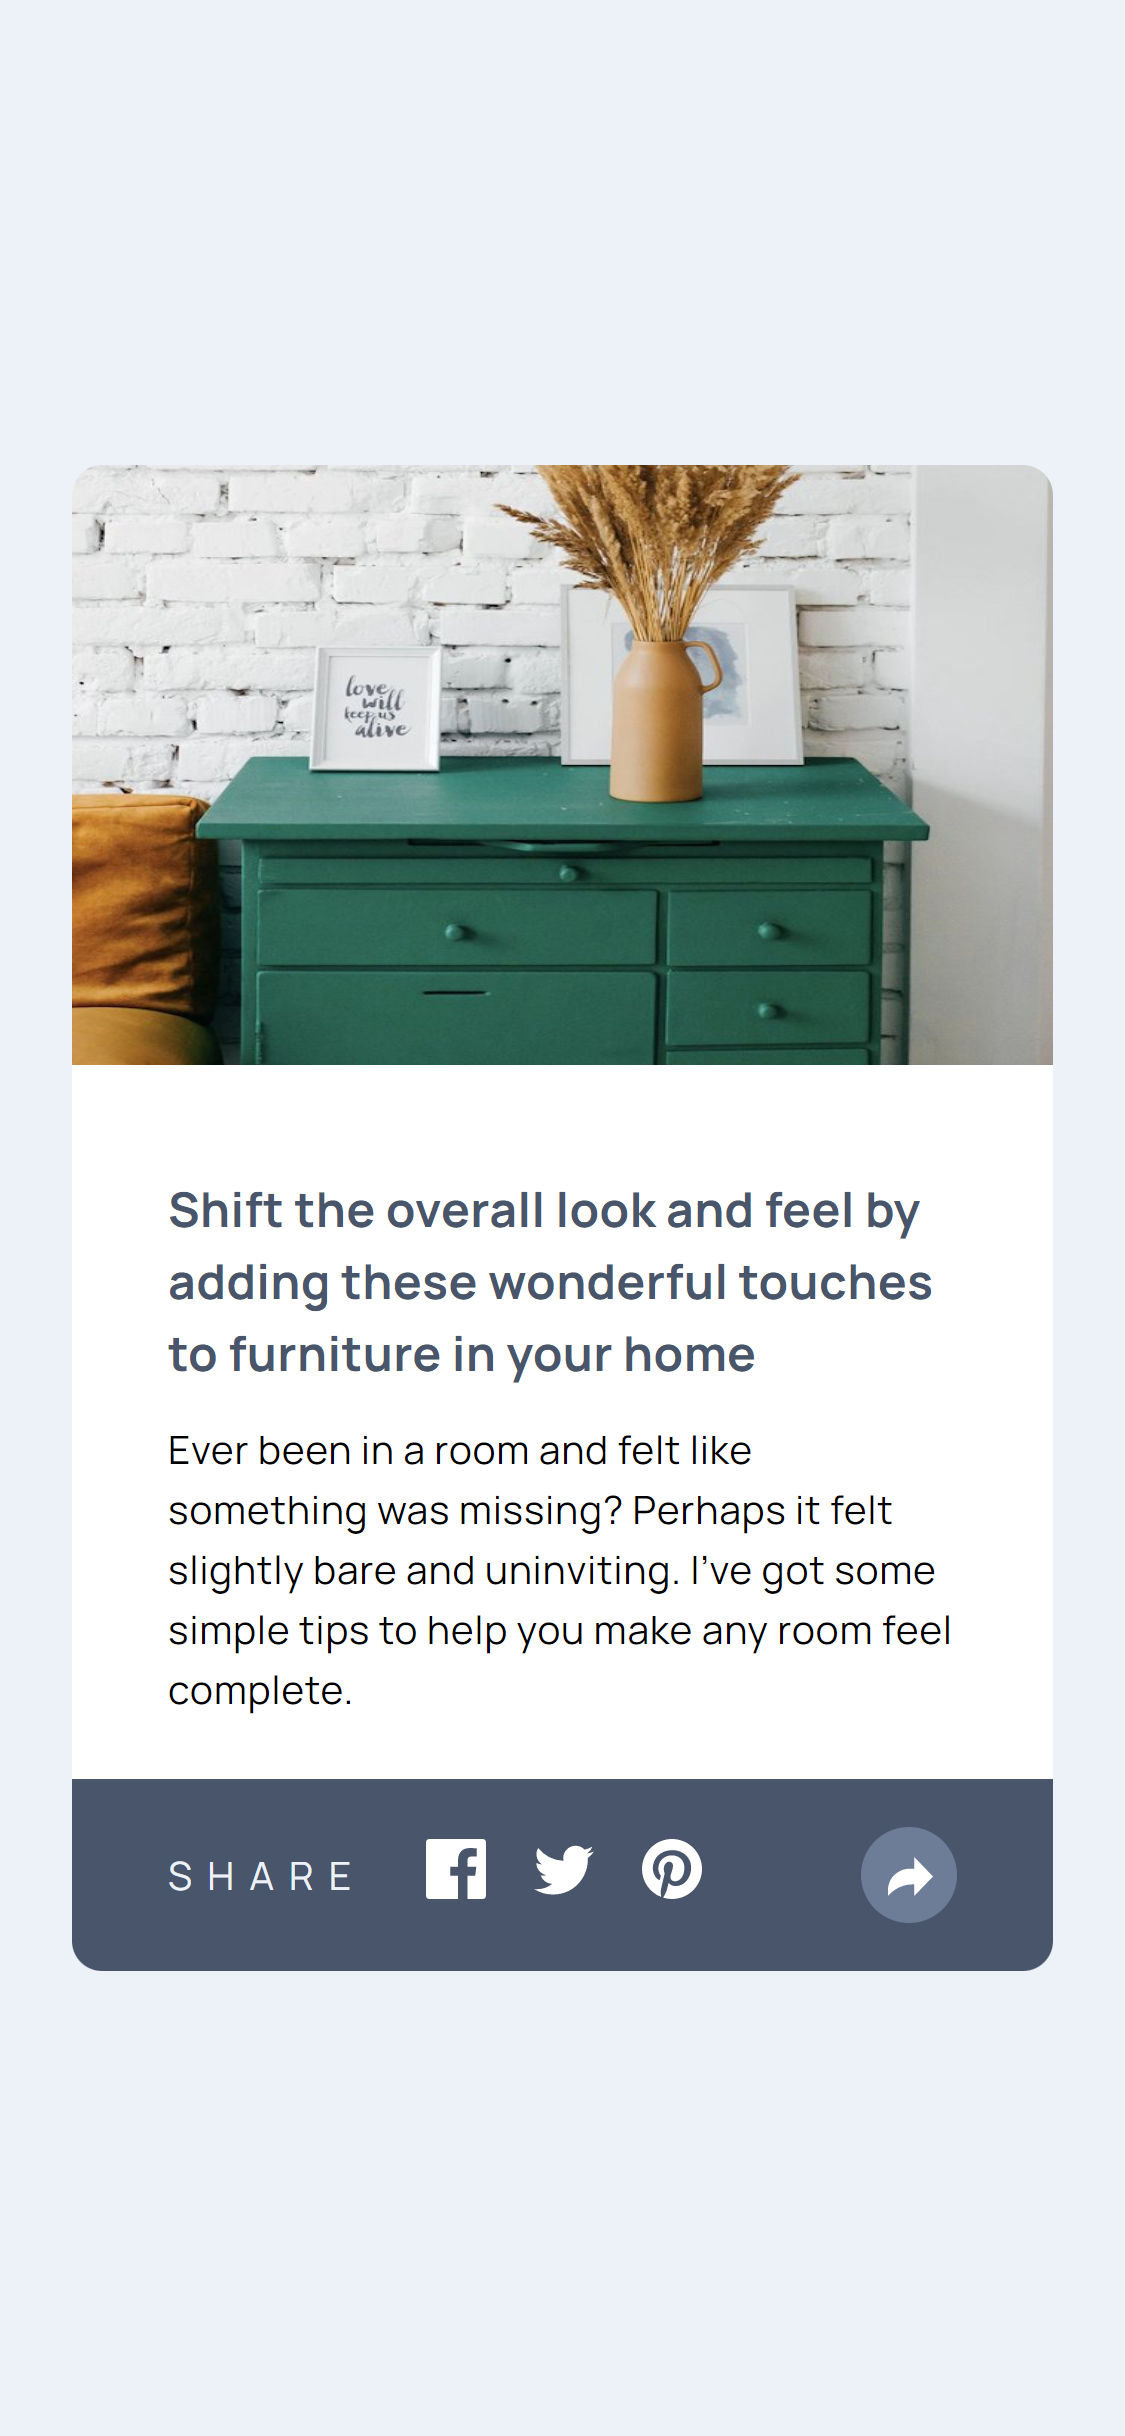 love
will
keep us
alive
Shift the overall look and feel by
adding these wonderful touches
to furniture in your home
Ever been in a room and felt like
something was missing? Perhaps it felt
slightly bare and uninviting. I’ve got some
simple tips to help you make any room feel
complete.
SHARE